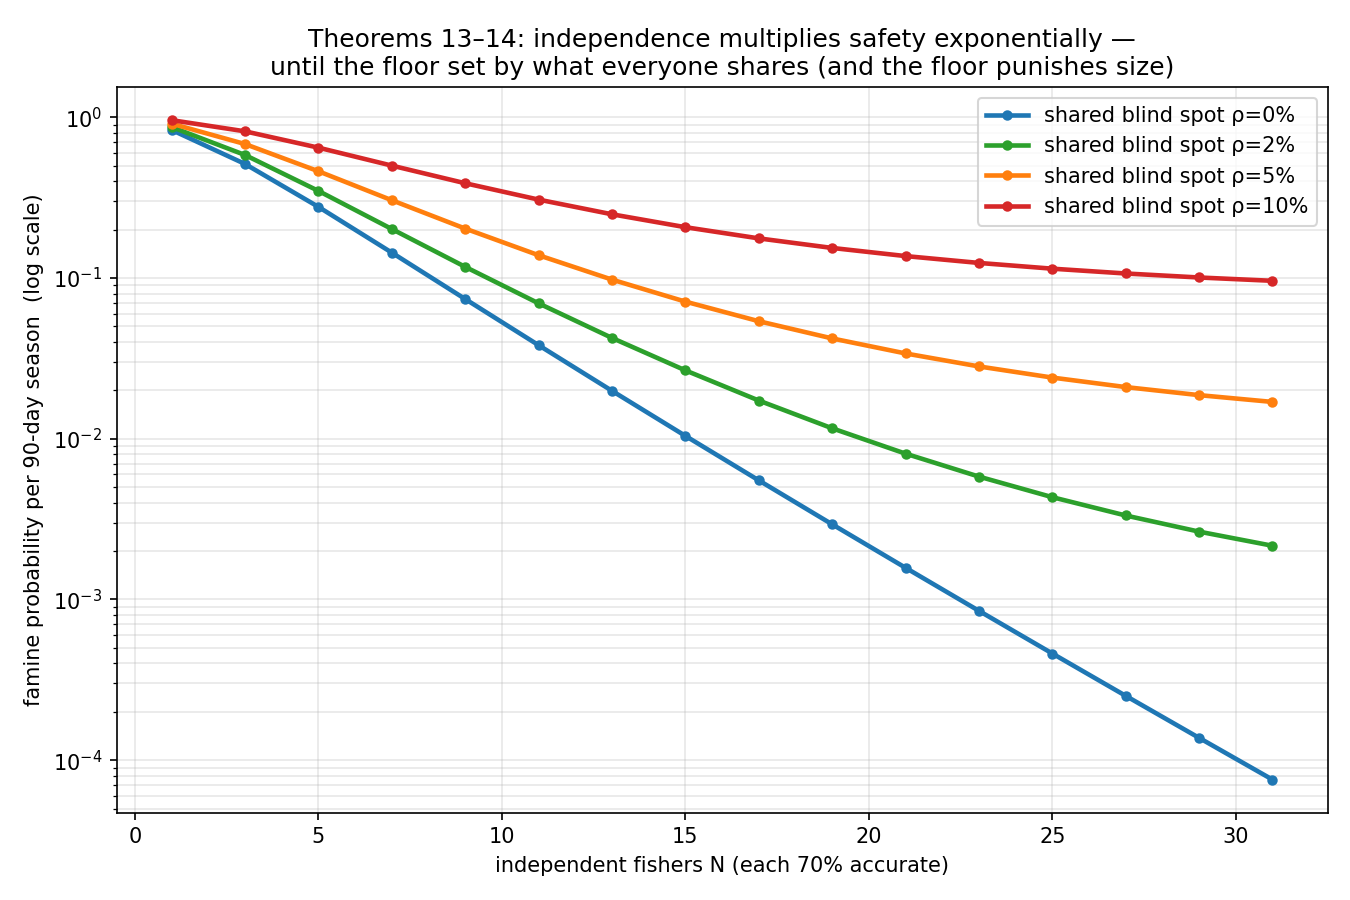 Theorems 13–14: independence multiplies safety exponentially —
until the floor set by what everyone shares (and the floor punishes size)
shared blind spot ρ=0%
shared blind spot ρ=2%
shared blind spot ρ=5%
shared blind spot ρ=10%
famine probability per 90-day season  (log scale)
10⁰
10⁻¹
10⁻²
10⁻³
10⁻⁴
0 5 10 15 20 25 30
independent fishers N (each 70% accurate)